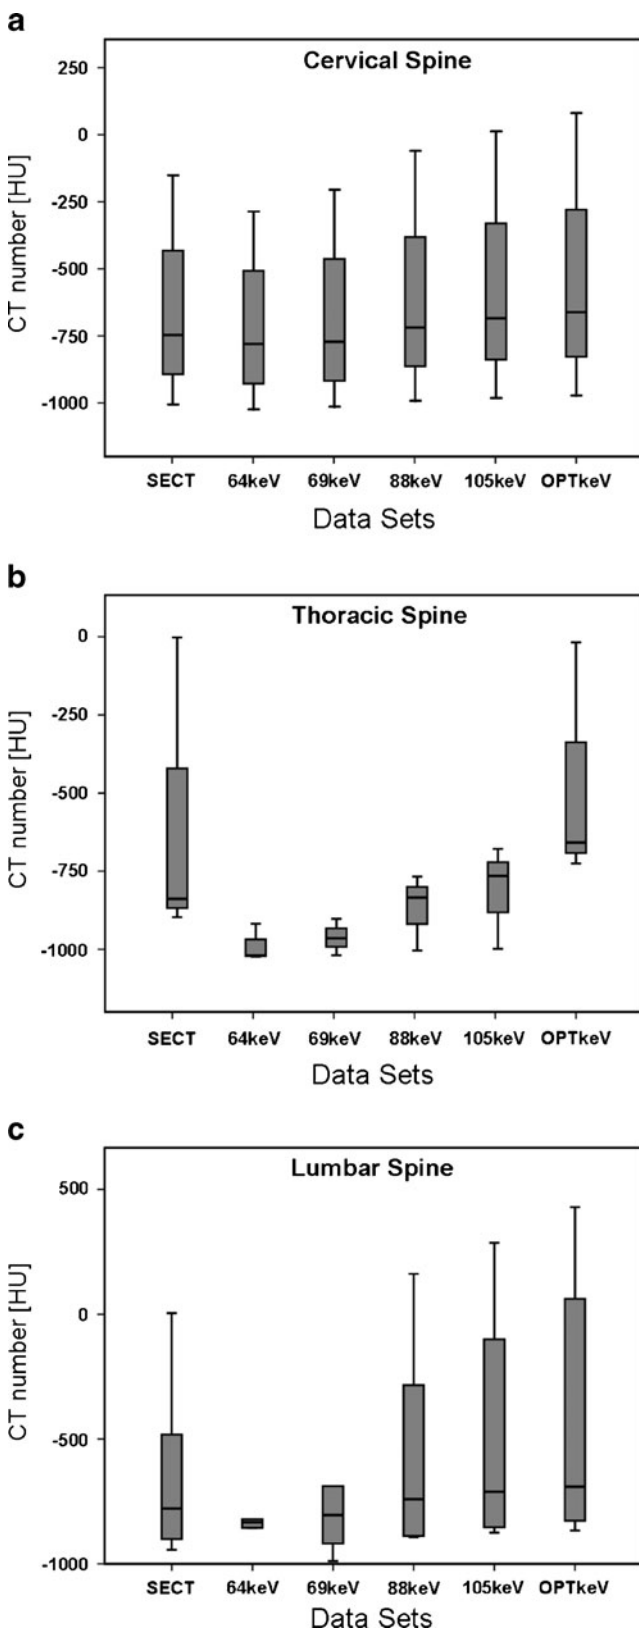 a
Cervical Spine
250
0
-250
-500
-750
-1000
CT number [HU]
SECT 64keV 69keV 88keV 105keV OPTkeV
Data Sets
b
Thoracic Spine
0
-250
-500
-750
-1000
CT number [HU]
SECT 64keV 69keV 88keV 105keV OPTkeV
Data Sets
c
Lumbar Spine
500
0
-500
-1000
CT number [HU]
SECT 64keV 69keV 88keV 105keV OPTkeV
Data Sets